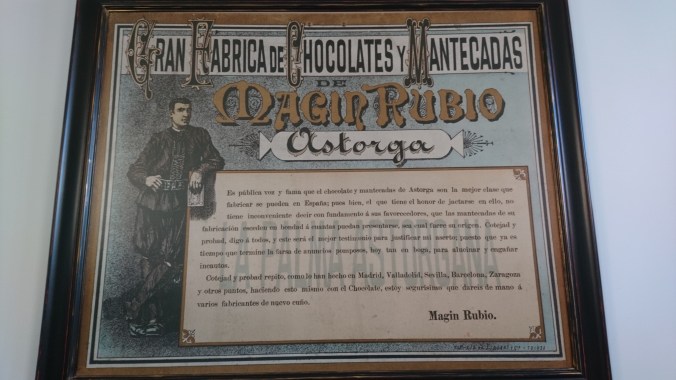 GRAN FÁBRICA DE CHOCOLATES Y MANTECADAS
DE
MAGIN RUBIO
Astorga
Es pública voz y fama que el chocolate y mantecadas de Astorga son la mejor clase que
fabricar se pueden en España; pues bien, el que tiene el honor de jactarse en ello, no
tiene inconveniente decir con fundamento á sus favorecedores, que las mantecadas de su
fabricación esceden en bondad á cuantas puedan presentarse, sea cual fuere su origen. Cotejad y
probad, digo á todos, y este será el mejor testimonio para justificar mi aserto; puesto que ya es
tiempo que termine la farsa de anuncios pomposos, hoy tan en boga, para alucinar y engañar
incautos.
Cotejad y probad repito, como lo han hecho en Madrid, Valladolid, Sevilla, Barcelona, Zaragoza
y otros puntos, haciendo esto mismo con el Chocolate, estoy segurísimo que dareis de mano á
varios fabricantes de nuevo cuño.
Magin Rubio.